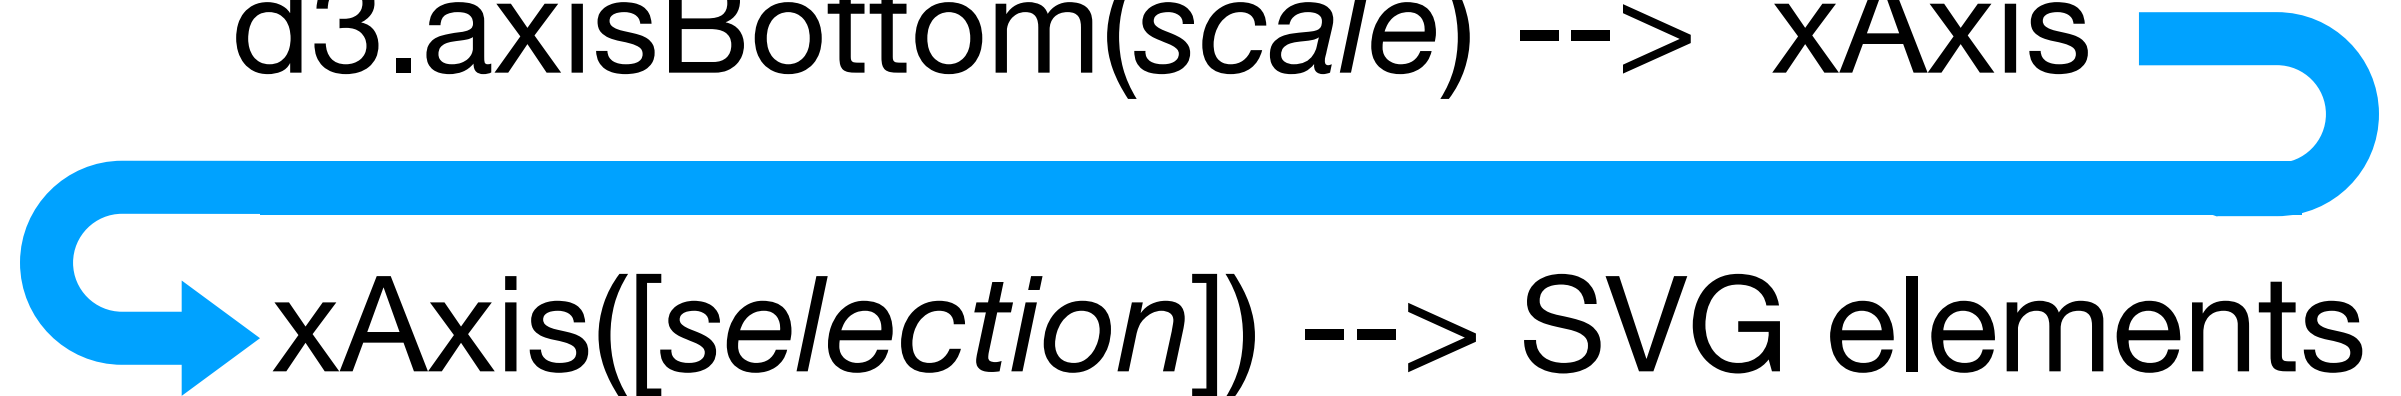 d3.axisBottom(scale) --> xAxis
xAxis([selection]) --> SVG elements